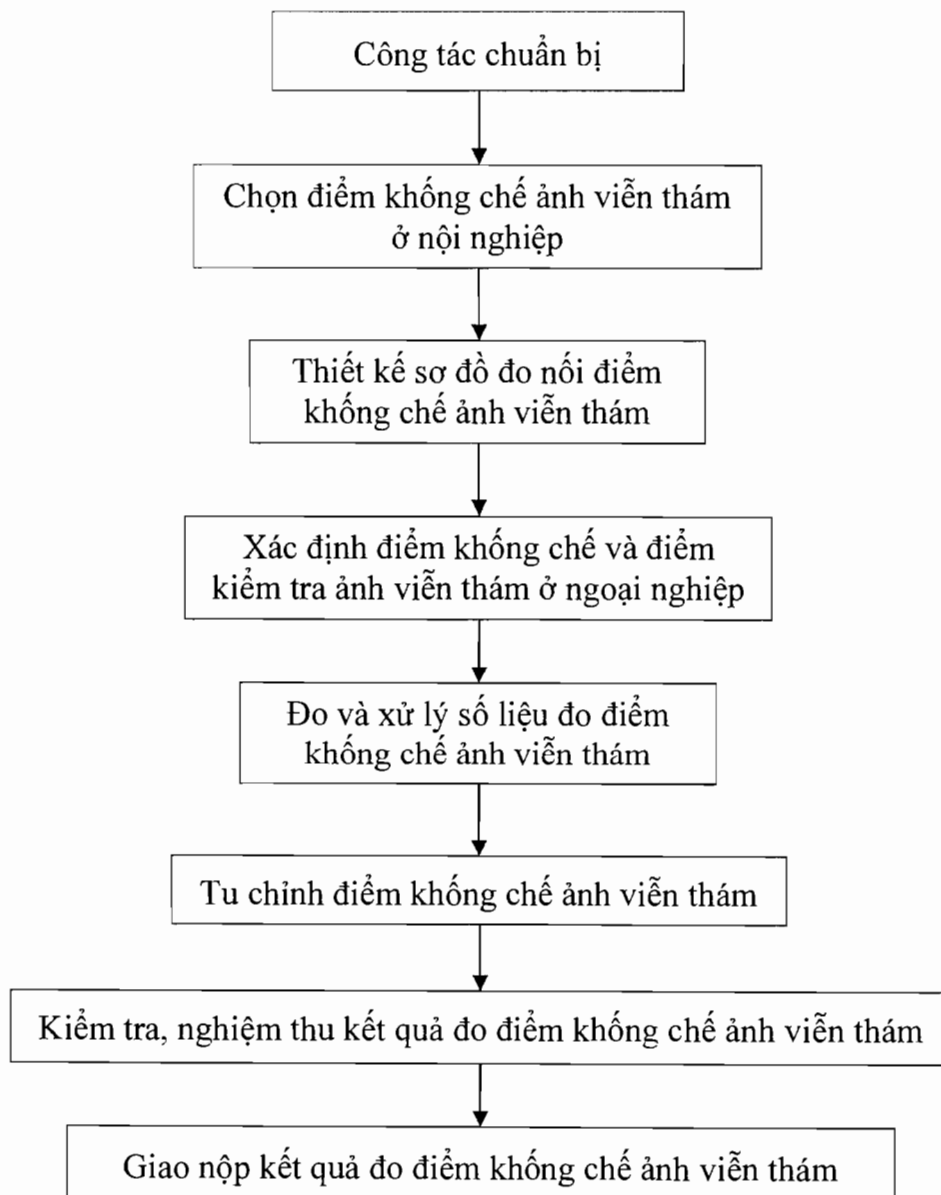 Công tác chuẩn bị
Chọn điểm khống chế ảnh viễn thám
ở nội nghiệp
Thiết kế sơ đồ đo nối điểm
khống chế ảnh viễn thám
Xác định điểm khống chế và điểm
kiểm tra ảnh viễn thám ở ngoại nghiệp
Đo và xử lý số liệu đo điểm
khống chế ảnh viễn thám
Tu chỉnh điểm khống chế ảnh viễn thám
Kiểm tra, nghiệm thu kết quả đo điểm khống chế ảnh viễn thám
Giao nộp kết quả đo điểm khống chế ảnh viễn thám